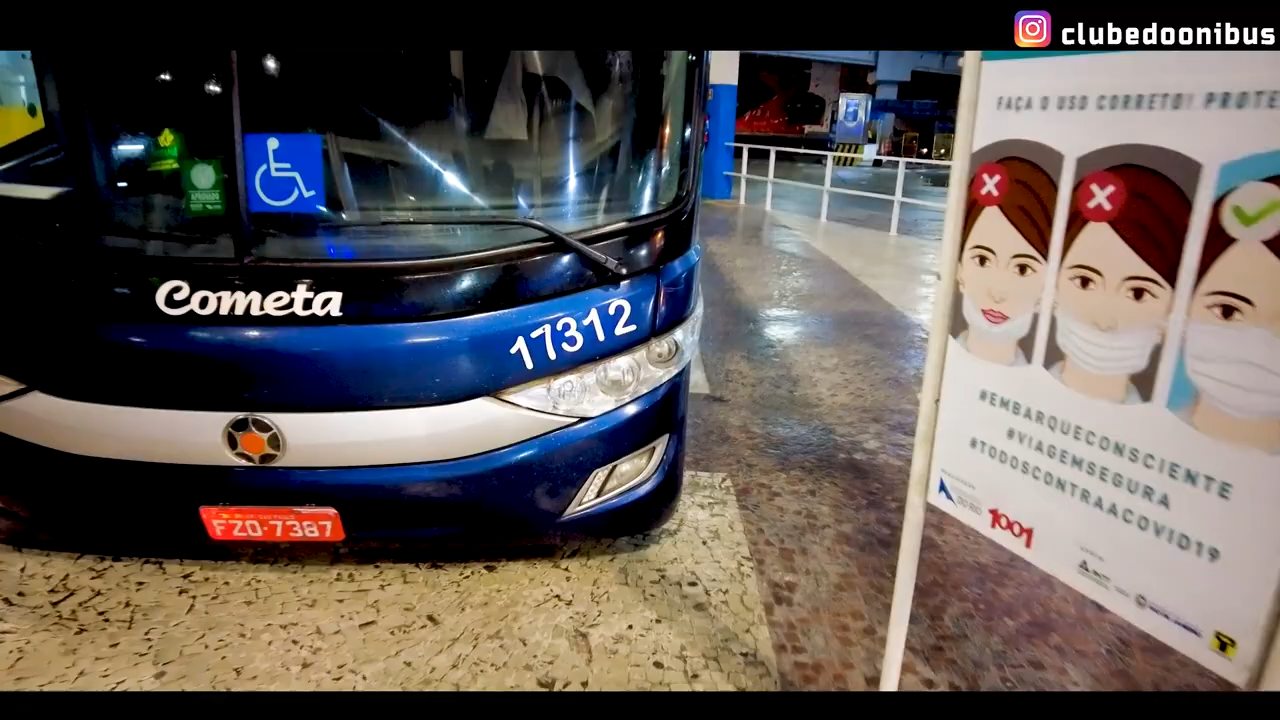 clubedoonibus
FAÇA O USO CORRETO! PROTE
Cometa
17312
FZO·7387
#EMBARQUECONSCIENTE
#VIAGEMSEGURA
#TODOSCONTRAACOVID19
1001